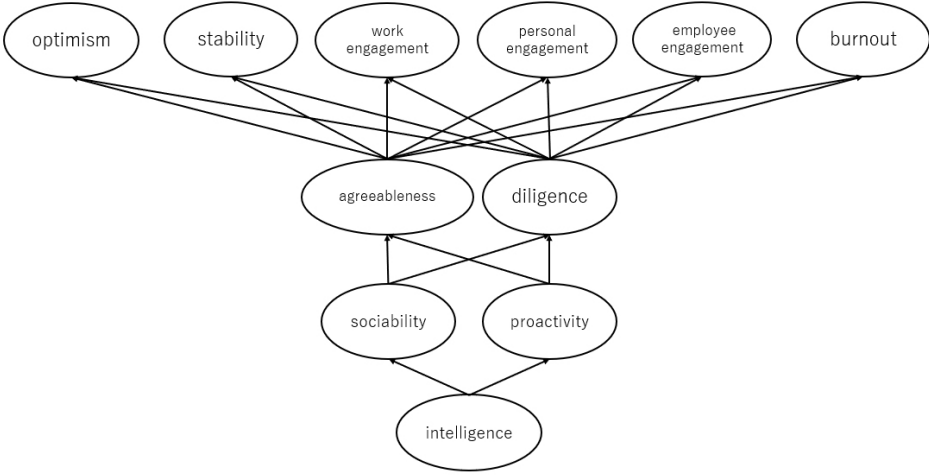 optimism
stability
work
engagement
personal
engagement
employee
engagement
burnout
agreeableness
diligence
sociability
proactivity
intelligence